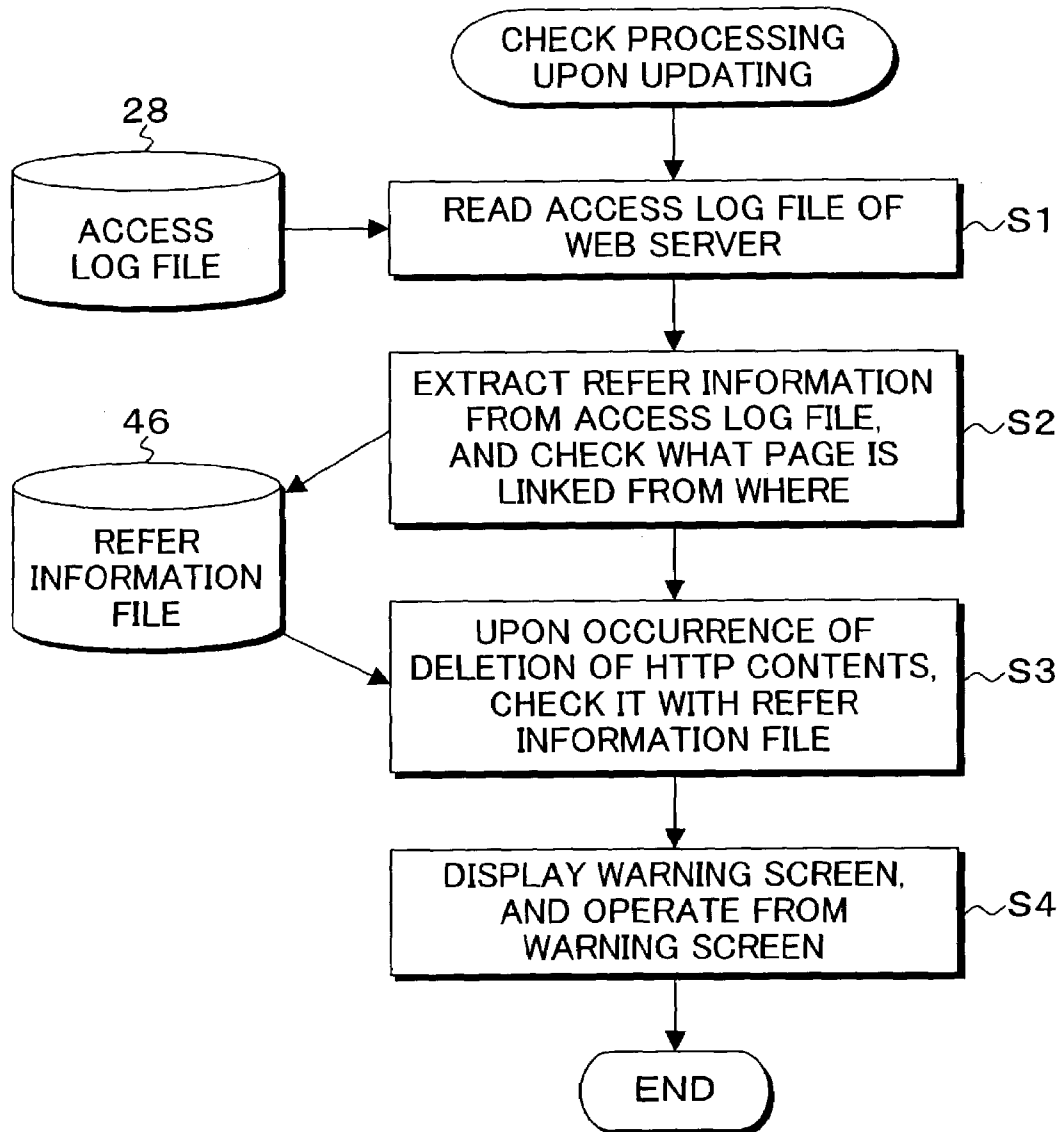 CHECK PROCESSING
UPON UPDATING
28
ACCESS
LOG FILE
READ ACCESS LOG FILE OF
WEB SERVER
S1
EXTRACT REFER INFORMATION
FROM ACCESS LOG FILE,
AND CHECK WHAT PAGE IS
LINKED FROM WHERE
S2
46
REFER
INFORMATION
FILE
UPON OCCURRENCE OF
DELETION OF HTTP CONTENTS,
CHECK IT WITH REFER
INFORMATION FILE
S3
DISPLAY WARNING SCREEN,
AND OPERATE FROM
WARNING SCREEN
S4
END